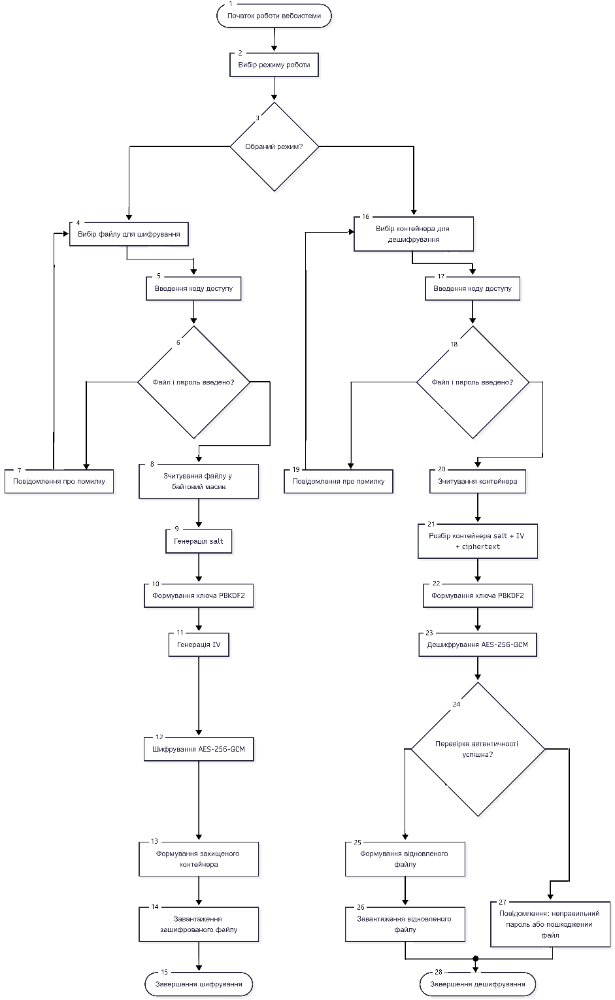 1
Початок роботи вебсистеми
2
Вибір режиму роботи
3
Обраний режим?
4
Вибір файлу для шифрування
5
Введення коду доступу
6
Файл і пароль введено?
7
Повідомлення про помилку
8
Зчитування файлу у
байтовий масив
9
Генерація salt
10
Формування ключа PBKDF2
11
Генерація IV
12
Шифрування AES-256-GCM
13
Формування захищеного
контейнера
14
Завантаження
зашифрованого файлу
15
Завершення шифрування
16
Вибір контейнера для
дешифрування
17
Введення коду доступу
18
Файл і пароль введено?
19
Повідомлення про помилку
20
Зчитування контейнера
21
Розбір контейнера salt + IV
+ ciphertext
22
Формування ключа PBKDF2
23
Дешифрування AES-256-GCM
24
Перевірка автентичності
успішна?
25
Формування відновленого
файлу
26
Завантаження відновленого
файлу
27
Повідомлення: неправильний
пароль або пошкоджений
файл
28
Завершення дешифрування